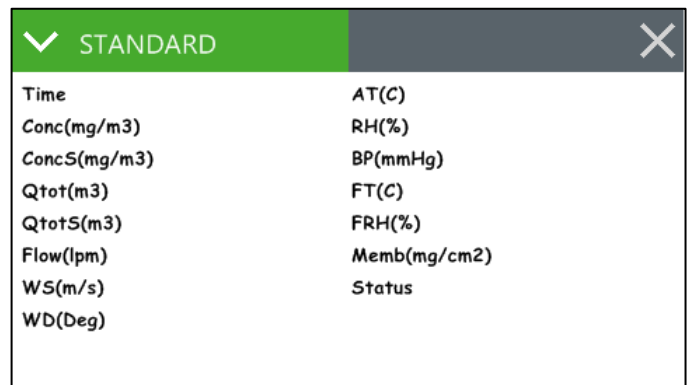 STANDARD
Time
Conc(mg/m3)
ConcS(mg/m3)
Qtot(m3)
QtotS(m3)
Flow(lpm)
WS(m/s)
WD(Deg)
AT(C)
RH(%)
BP(mmHg)
FT(C)
FRH(%)
Memb(mg/cm2)
Status